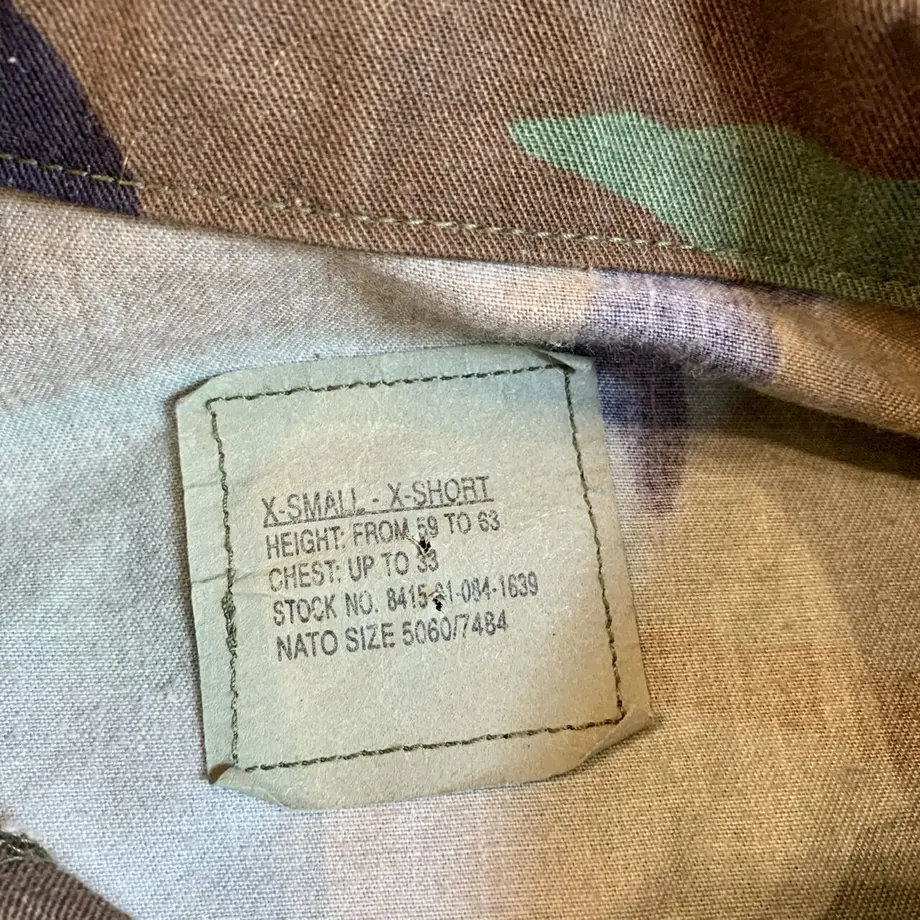 X-SMALL - X-SHORT
HEIGHT: FROM 59 TO 63
CHEST: UP TO 33
STOCK NO. 8415-01-084-1639
NATO SIZE 5060/7484